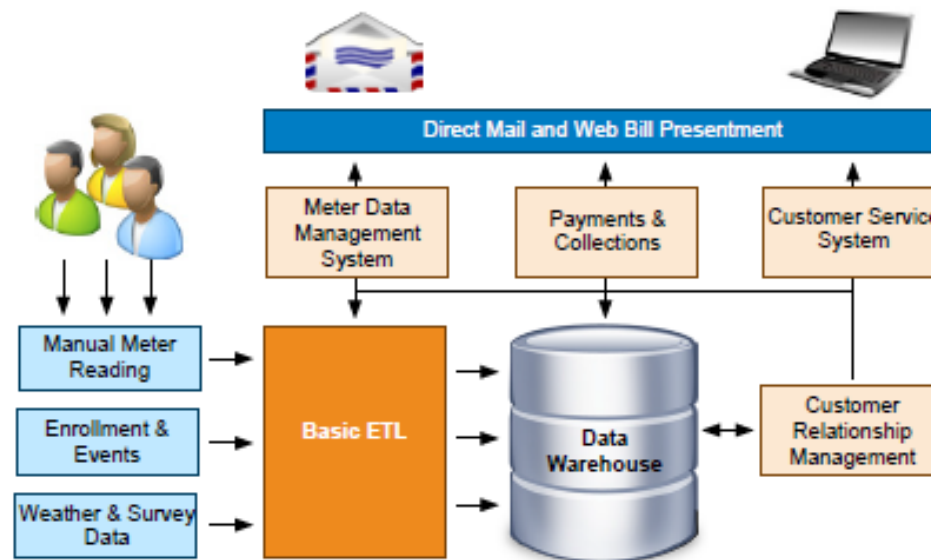 Direct Mail and Web Bill Presentment
Meter Data
Management
System
Payments &
Collections
Customer Service
System
Manual Meter
Reading
Enrollment &
Events
Weather & Survey
Data
Basic ETL
Data
Warehouse
Customer
Relationship
Management